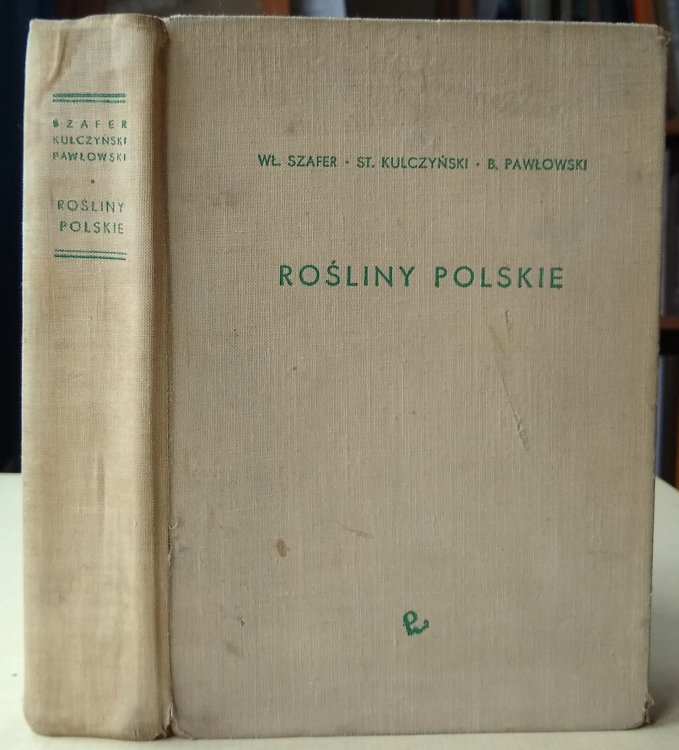 SZAFER
KULCZYŃSKI
PAWŁOWSKI
•
ROŚLINY
POLSKIE
WŁ. SZAFER • ST. KULCZYŃSKI • B. PAWŁOWSKI
ROŚLINY POLSKIE